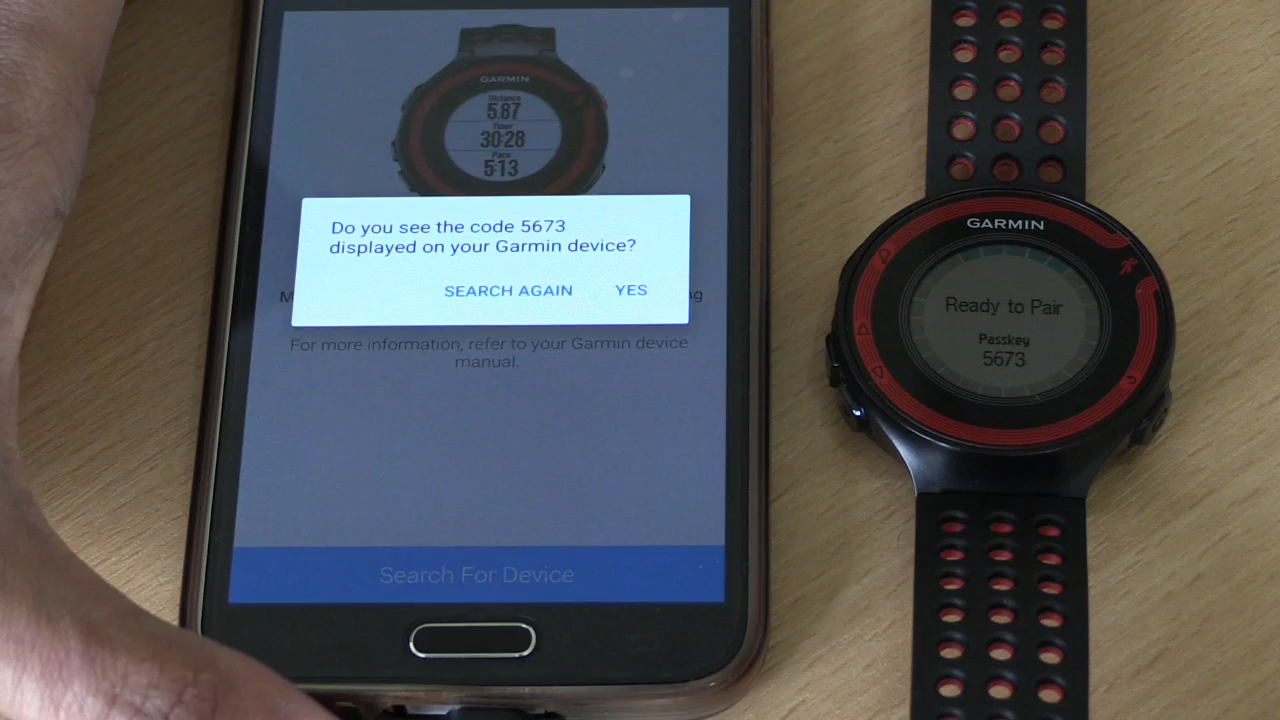 GARMIN
Distance
5.87
Timer
30:28
Pace
5:13
Do you see the code 5673
displayed on your Garmin device?
SEARCH AGAIN YES
For more information, refer to your Garmin device
manual.
Search For Device
GARMIN
Ready to Pair
Passkey
5673